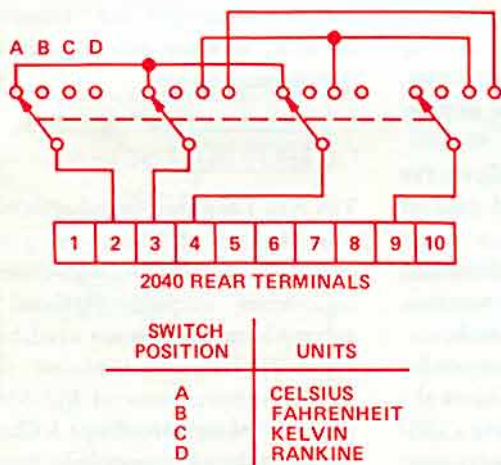 A B C D
1 2 3 4 5 6 7 8 9 10
2040 REAR TERMINALS
SWITCH POSITION UNITS
A CELSIUS
B FAHRENHEIT
C KELVIN
D RANKINE